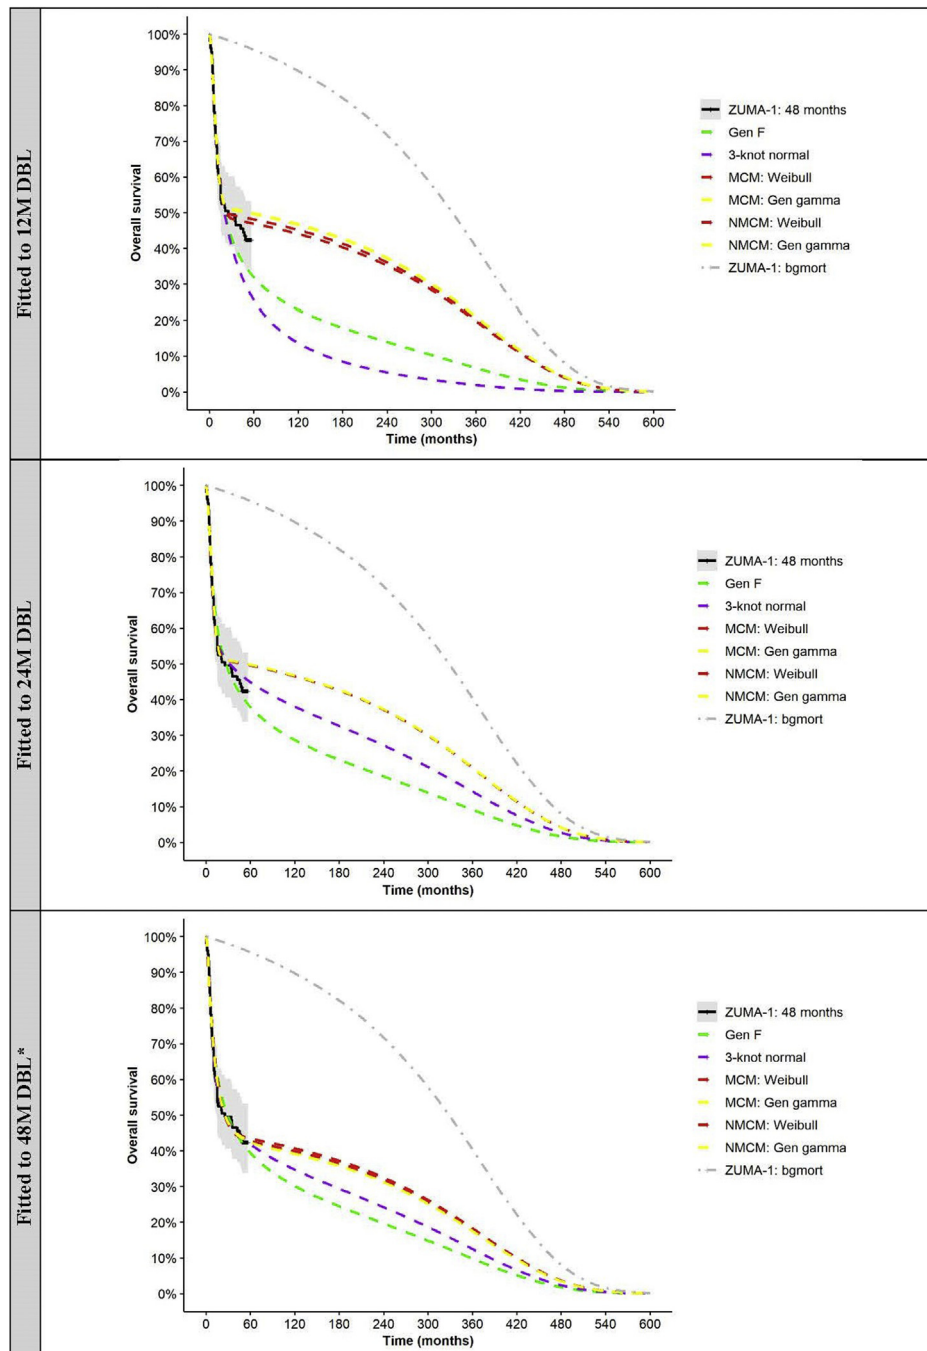 Fitted to 12M DBL
Overall survival
100%
90%
80%
70%
60%
50%
40%
30%
20%
10%
0%
0 60 120 180 240 300 360 420 480 540 600
Time (months)
ZUMA-1: 48 months
Gen F
3-knot normal
MCM: Weibull
MCM: Gen gamma
NMCM: Weibull
NMCM: Gen gamma
ZUMA-1: bgmort
Fitted to 24M DBL
Overall survival
100%
90%
80%
70%
60%
50%
40%
30%
20%
10%
0%
0 60 120 180 240 300 360 420 480 540 600
Time (months)
ZUMA-1: 48 months
Gen F
3-knot normal
MCM: Weibull
MCM: Gen gamma
NMCM: Weibull
NMCM: Gen gamma
ZUMA-1: bgmort
Fitted to 48M DBL*
Overall survival
100%
90%
80%
70%
60%
50%
40%
30%
20%
10%
0%
0 60 120 180 240 300 360 420 480 540 600
Time (months)
ZUMA-1: 48 months
Gen F
3-knot normal
MCM: Weibull
MCM: Gen gamma
NMCM: Weibull
NMCM: Gen gamma
ZUMA-1: bgmort